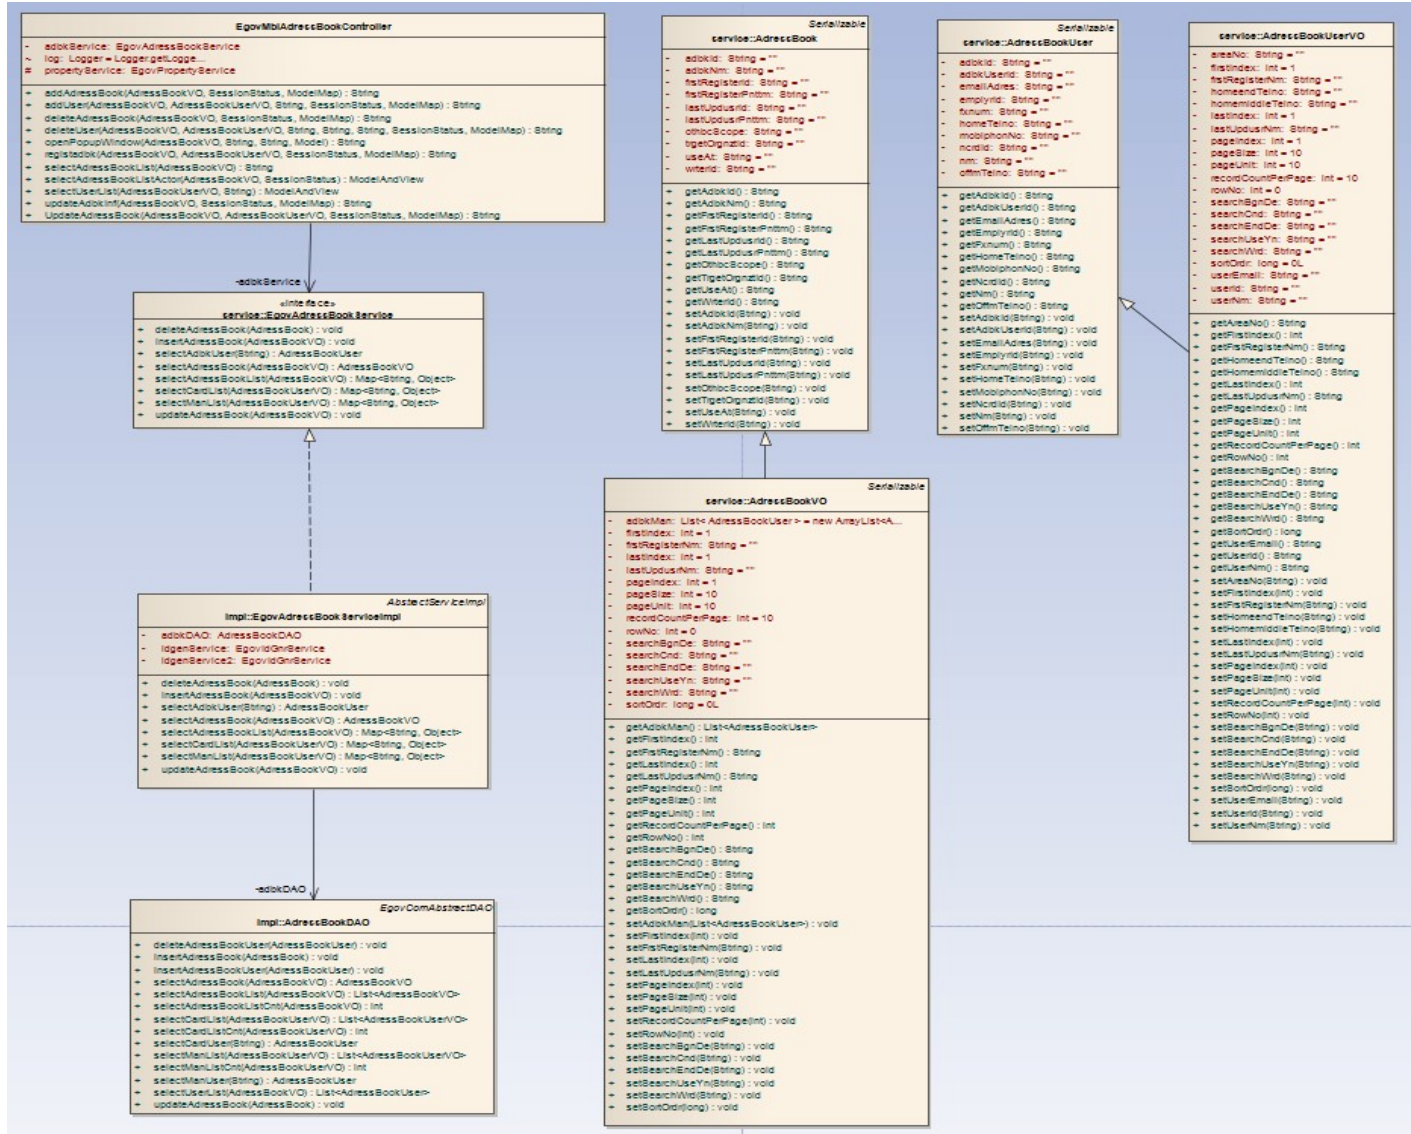 EgovMblAdressBookController
- adbkService: EgovAdressBookService
~ log: Logger = Logger.getLogge...
# propertyService: EgovPropertyService
+ addAdressBook(AdressBookVO, SessionStatus, ModelMap) : String
+ addUser(AdressBookVO, AdressBookUserVO, String, SessionStatus, ModelMap) : String
+ deleteAdressBook(AdressBookVO, SessionStatus, ModelMap) : String
+ deleteUser(AdressBookVO, AdressBookUserVO, String, String, String, SessionStatus, ModelMap) : String
+ openPopupWindow(AdressBookVO, String, String, Model) : String
+ registadbk(AdressBookVO, AdressBookUserVO, SessionStatus, ModelMap) : String
+ selectAdressBookList(AdressBookVO) : String
+ selectAdressBookListActor(AdressBookVO, SessionStatus) : ModelAndView
+ selectUserList(AdressBookUserVO, String) : ModelAndView
+ updateAdbkInf(AdressBookVO, SessionStatus, ModelMap) : String
+ UpdateAdressBook(AdressBookVO, AdressBookUserVO, SessionStatus, ModelMap) : String
-adbkService
«interface»
service::EgovAdressBookService
+ deleteAdressBook(AdressBook) : void
+ insertAdressBook(AdressBookVO) : void
+ selectAdbkUser(String) : AdressBookUser
+ selectAdressBook(AdressBookVO) : AdressBookVO
+ selectAdressBookList(AdressBookVO) : Map<String, Object>
+ selectCardList(AdressBookUserVO) : Map<String, Object>
+ selectManList(AdressBookUserVO) : Map<String, Object>
+ updateAdressBook(AdressBookVO) : void
AbstractServiceImpl
impl::EgovAdressBookServiceImpl
- adbkDAO: AdressBookDAO
- idgenService: EgovIdGnrService
- idgenService2: EgovIdGnrService
+ deleteAdressBook(AdressBook) : void
+ insertAdressBook(AdressBookVO) : void
+ selectAdbkUser(String) : AdressBookUser
+ selectAdressBook(AdressBookVO) : AdressBookVO
+ selectAdressBookList(AdressBookVO) : Map<String, Object>
+ selectCardList(AdressBookUserVO) : Map<String, Object>
+ selectManList(AdressBookUserVO) : Map<String, Object>
+ updateAdressBook(AdressBookVO) : void
-adbkDAO
EgovComAbstractDAO
impl::AdressBookDAO
+ deleteAdressBookUser(AdressBookUser) : void
+ insertAdressBook(AdressBook) : void
+ insertAdressBookUser(AdressBookUser) : void
+ selectAdressBook(AdressBookVO) : AdressBookVO
+ selectAdressBookList(AdressBookVO) : List<AdressBookVO>
+ selectAdressBookListCnt(AdressBookVO) : int
+ selectCardList(AdressBookUserVO) : List<AdressBookUserVO>
+ selectCardListCnt(AdressBookUserVO) : int
+ selectCardUser(String) : AdressBookUser
+ selectManList(AdressBookUserVO) : List<AdressBookUserVO>
+ selectManListCnt(AdressBookUserVO) : int
+ selectManUser(String) : AdressBookUser
+ selectUserList(AdressBookVO) : List<AdressBookUser>
+ updateAdressBook(AdressBook) : void
Serializable
service::AdressBook
- adbkId: String = ""
- adbkNm: String = ""
- frstRegisterId: String = ""
- frstRegisterPnttm: String = ""
- lastUpdusrId: String = ""
- lastUpdusrPnttm: String = ""
- othbcScope: String = ""
- trgetOrgnztId: String = ""
- useAt: String = ""
- wrterId: String = ""
+ getAdbkId() : String
+ getAdbkNm() : String
+ getFrstRegisterId() : String
+ getFrstRegisterPnttm() : String
+ getLastUpdusrId() : String
+ getLastUpdusrPnttm() : String
+ getOthbcScope() : String
+ getTrgetOrgnztId() : String
+ getUseAt() : String
+ getWrterId() : String
+ setAdbkId(String) : void
+ setAdbkNm(String) : void
+ setFrstRegisterId(String) : void
+ setFrstRegisterPnttm(String) : void
+ setLastUpdusrId(String) : void
+ setLastUpdusrPnttm(String) : void
+ setOthbcScope(String) : void
+ setTrgetOrgnztId(String) : void
+ setUseAt(String) : void
+ setWrterId(String) : void
Serializable
service::AdressBookVO
- adbkMan: List< AdressBookUser > = new ArrayList<A...
- firstIndex: int = 1
- frstRegisterNm: String = ""
- lastIndex: int = 1
- lastUpdusrNm: String = ""
- pageIndex: int = 1
- pageSize: int = 10
- pageUnit: int = 10
- recordCountPerPage: int = 10
- rowNo: int = 0
- searchBgnDe: String = ""
- searchCnd: String = ""
- searchEndDe: String = ""
- searchUseYn: String = ""
- searchWrd: String = ""
- sortOrdr: long = 0L
+ getAdbkMan() : List<AdressBookUser>
+ getFirstIndex() : int
+ getFrstRegisterNm() : String
+ getLastIndex() : int
+ getLastUpdusrNm() : String
+ getPageIndex() : int
+ getPageSize() : int
+ getPageUnit() : int
+ getRecordCountPerPage() : int
+ getRowNo() : int
+ getSearchBgnDe() : String
+ getSearchCnd() : String
+ getSearchEndDe() : String
+ getSearchUseYn() : String
+ getSearchWrd() : String
+ getSortOrdr() : long
+ setAdbkMan(List<AdressBookUser>) : void
+ setFirstIndex(int) : void
+ setFrstRegisterNm(String) : void
+ setLastIndex(int) : void
+ setLastUpdusrNm(String) : void
+ setPageIndex(int) : void
+ setPageSize(int) : void
+ setPageUnit(int) : void
+ setRecordCountPerPage(int) : void
+ setRowNo(int) : void
+ setSearchBgnDe(String) : void
+ setSearchCnd(String) : void
+ setSearchEndDe(String) : void
+ setSearchUseYn(String) : void
+ setSearchWrd(String) : void
+ setSortOrdr(long) : void
Serializable
service::AdressBookUser
- adbkId: String = ""
- adbkUserId: String = ""
- emailAdres: String = ""
- emplyrId: String = ""
- fxnum: String = ""
- homeTelno: String = ""
- mobiphonNo: String = ""
- ncrdId: String = ""
- nm: String = ""
- offmTelno: String = ""
+ getAdbkId() : String
+ getAdbkUserId() : String
+ getEmailAdres() : String
+ getEmplyrId() : String
+ getFxnum() : String
+ getHomeTelno() : String
+ getMobiphonNo() : String
+ getNcrdId() : String
+ getNm() : String
+ getOffmTelno() : String
+ setAdbkId(String) : void
+ setAdbkUserId(String) : void
+ setEmailAdres(String) : void
+ setEmplyrId(String) : void
+ setFxnum(String) : void
+ setHomeTelno(String) : void
+ setMobiphonNo(String) : void
+ setNcrdId(String) : void
+ setNm(String) : void
+ setOffmTelno(String) : void
service::AdressBookUserVO
- areaNo: String = ""
- firstIndex: int = 1
- frstRegisterNm: String = ""
- homeendTelno: String = ""
- homemiddleTelno: String = ""
- lastIndex: int = 1
- lastUpdusrNm: String = ""
- pageIndex: int = 1
- pageSize: int = 10
- pageUnit: int = 10
- recordCountPerPage: int = 10
- rowNo: int = 0
- searchBgnDe: String = ""
- searchCnd: String = ""
- searchEndDe: String = ""
- searchUseYn: String = ""
- searchWrd: String = ""
- sortOrdr: long = 0L
- userEmail: String = ""
- userId: String = ""
- userNm: String = ""
+ getAreaNo() : String
+ getFirstIndex() : int
+ getFrstRegisterNm() : String
+ getHomeendTelno() : String
+ getHomemiddleTelno() : String
+ getLastIndex() : int
+ getLastUpdusrNm() : String
+ getPageIndex() : int
+ getPageSize() : int
+ getPageUnit() : int
+ getRecordCountPerPage() : int
+ getRowNo() : int
+ getSearchBgnDe() : String
+ getSearchCnd() : String
+ getSearchEndDe() : String
+ getSearchUseYn() : String
+ getSearchWrd() : String
+ getSortOrdr() : long
+ getUserEmail() : String
+ getUserId() : String
+ getUserNm() : String
+ setAreaNo(String) : void
+ setFirstIndex(int) : void
+ setFrstRegisterNm(String) : void
+ setHomeendTelno(String) : void
+ setHomemiddleTelno(String) : void
+ setLastIndex(int) : void
+ setLastUpdusrNm(String) : void
+ setPageIndex(int) : void
+ setPageSize(int) : void
+ setPageUnit(int) : void
+ setRecordCountPerPage(int) : void
+ setRowNo(int) : void
+ setSearchBgnDe(String) : void
+ setSearchCnd(String) : void
+ setSearchEndDe(String) : void
+ setSearchUseYn(String) : void
+ setSearchWrd(String) : void
+ setSortOrdr(long) : void
+ setUserEmail(String) : void
+ setUserId(String) : void
+ setUserNm(String) : void